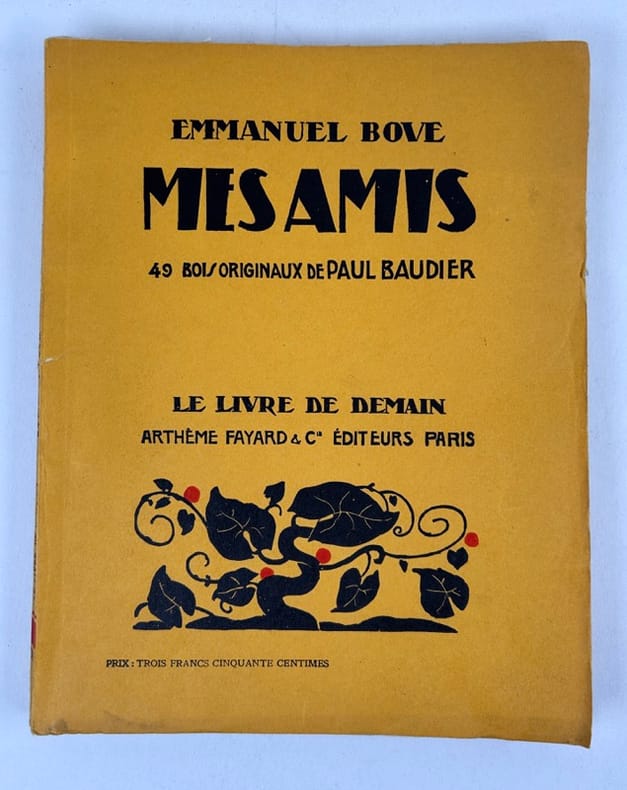 EMMANUEL BOVE
MES AMIS
49 BOIS ORIGINAUX DE PAUL BAUDIER
LE LIVRE DE DEMAIN
ARTHÈME FAYARD & Cie ÉDITEURS PARIS
PRIX : TROIS FRANCS CINQUANTE CENTIMES